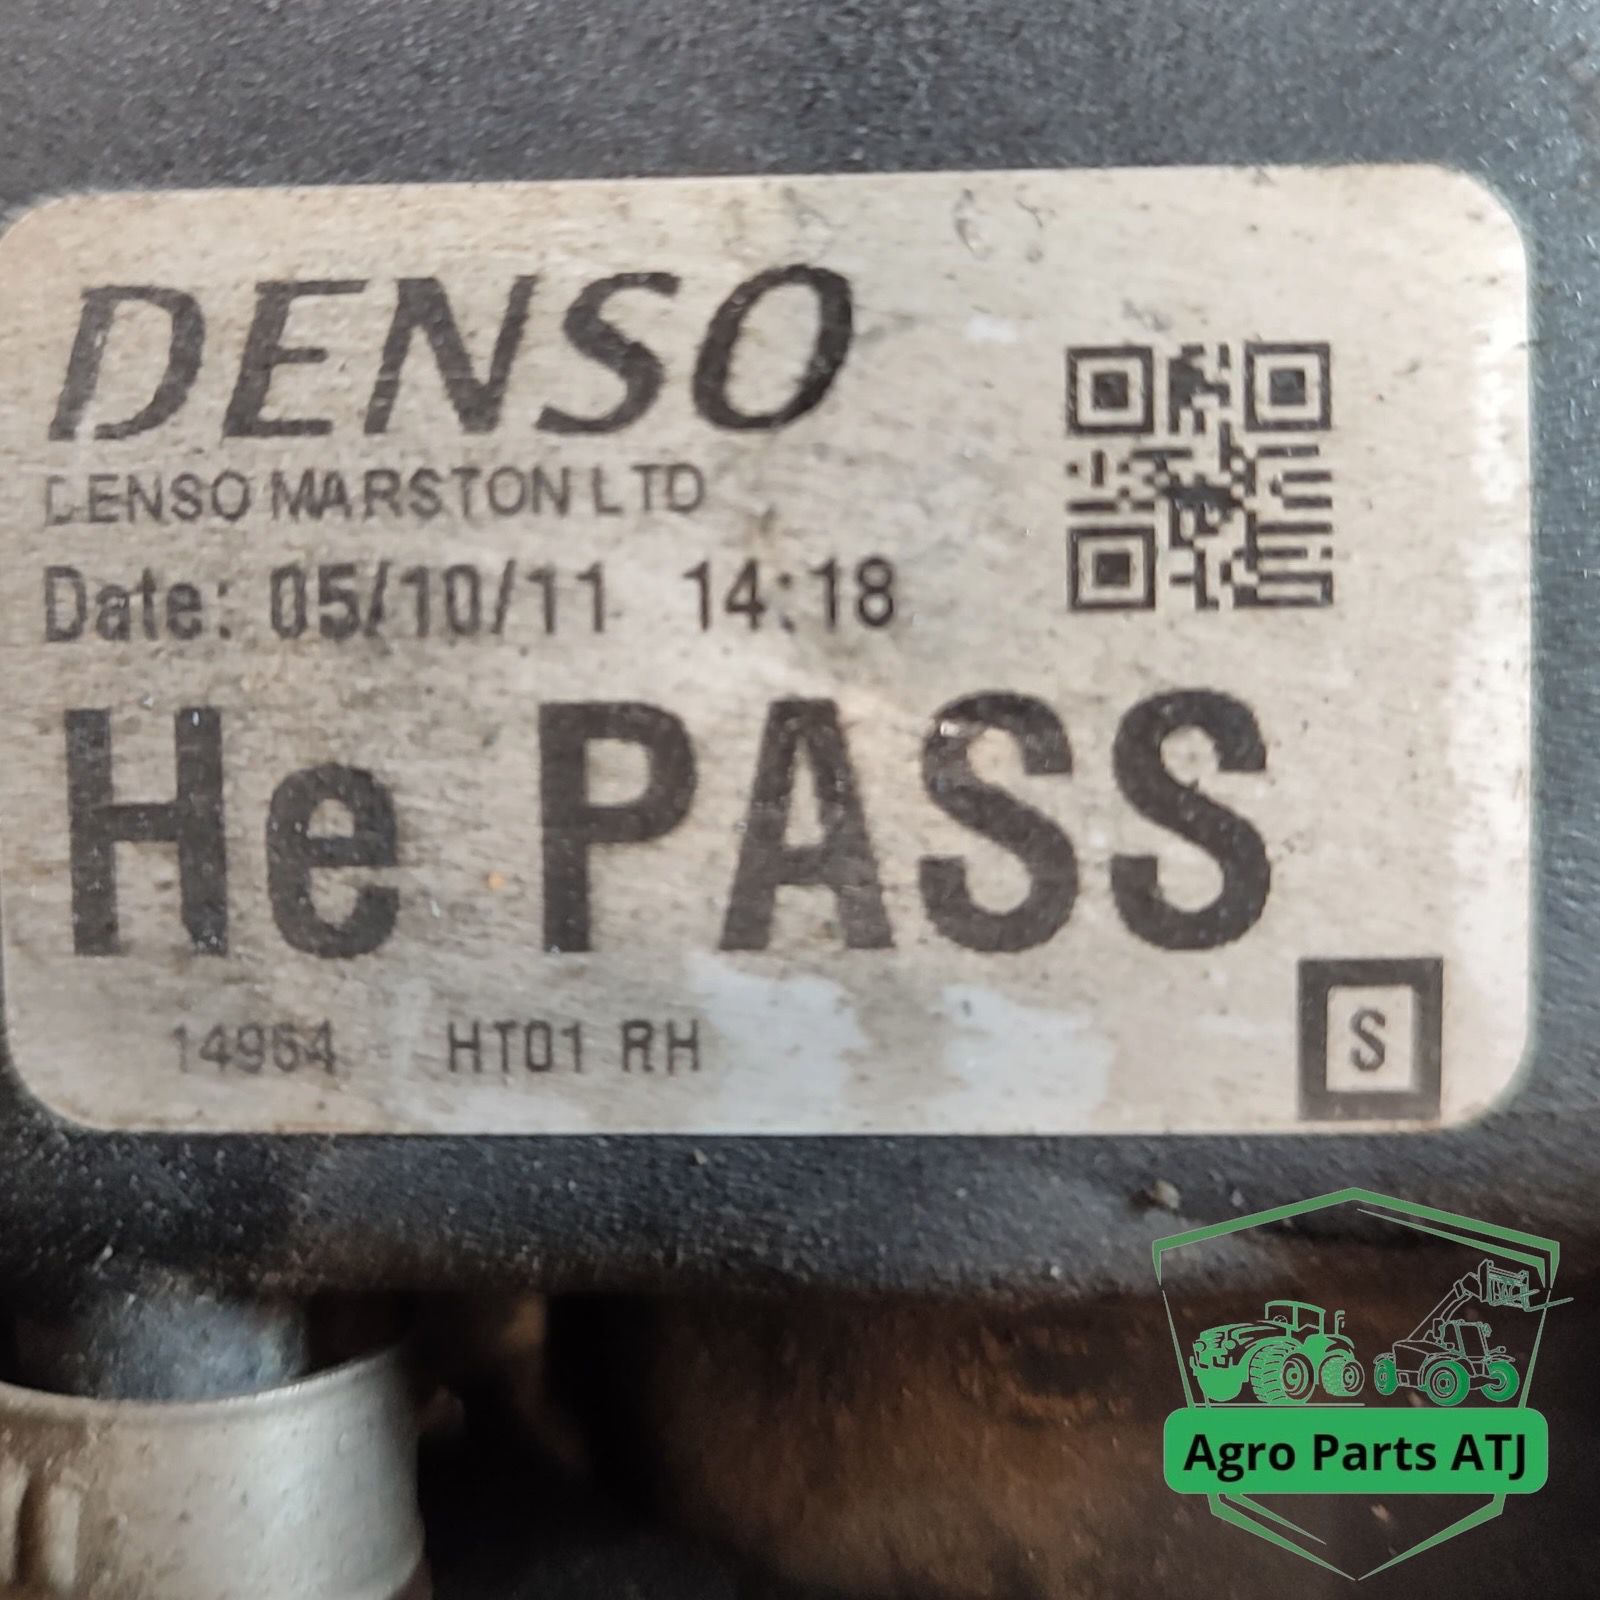 DENSO
DENSO MARSTON LTD
Date: 05/10/11 14:18
He PASS
14964 HT01 RH
S
Agro Parts ATJ